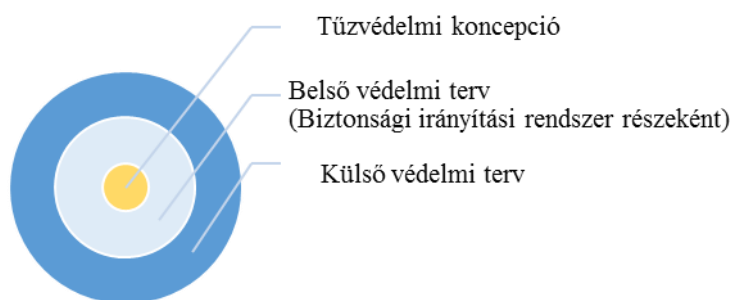 Tűzvédelmi koncepció
Belső védelmi terv
(Biztonsági irányítási rendszer részeként)
Külső védelmi terv